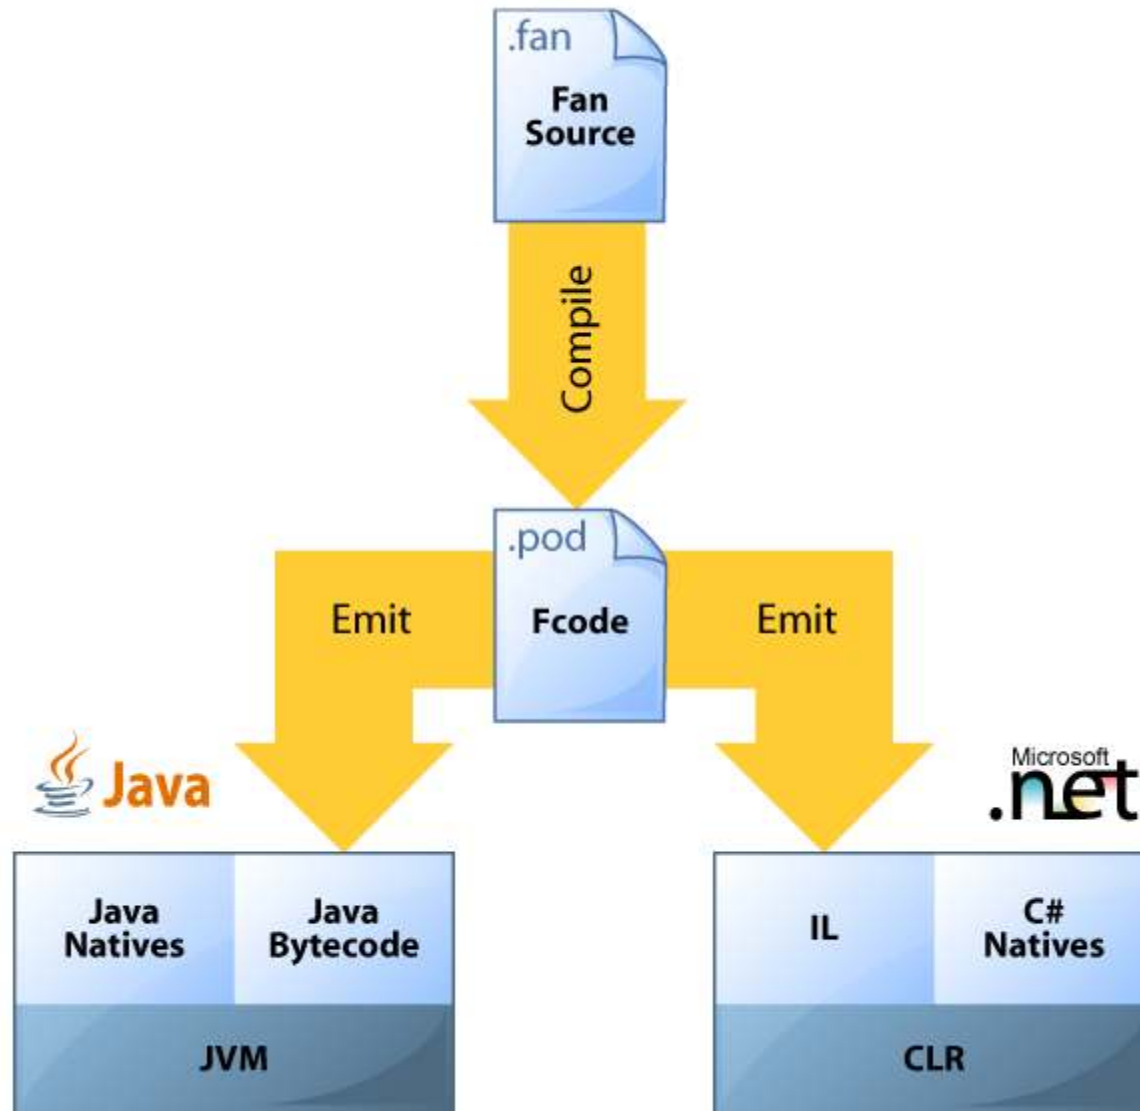 .fan
Fan
Source
Compile
.pod
Emit
Fcode
Emit
Java
Microsoft
.net
Java
Natives
Java
Bytecode
IL
C#
Natives
JVM
CLR